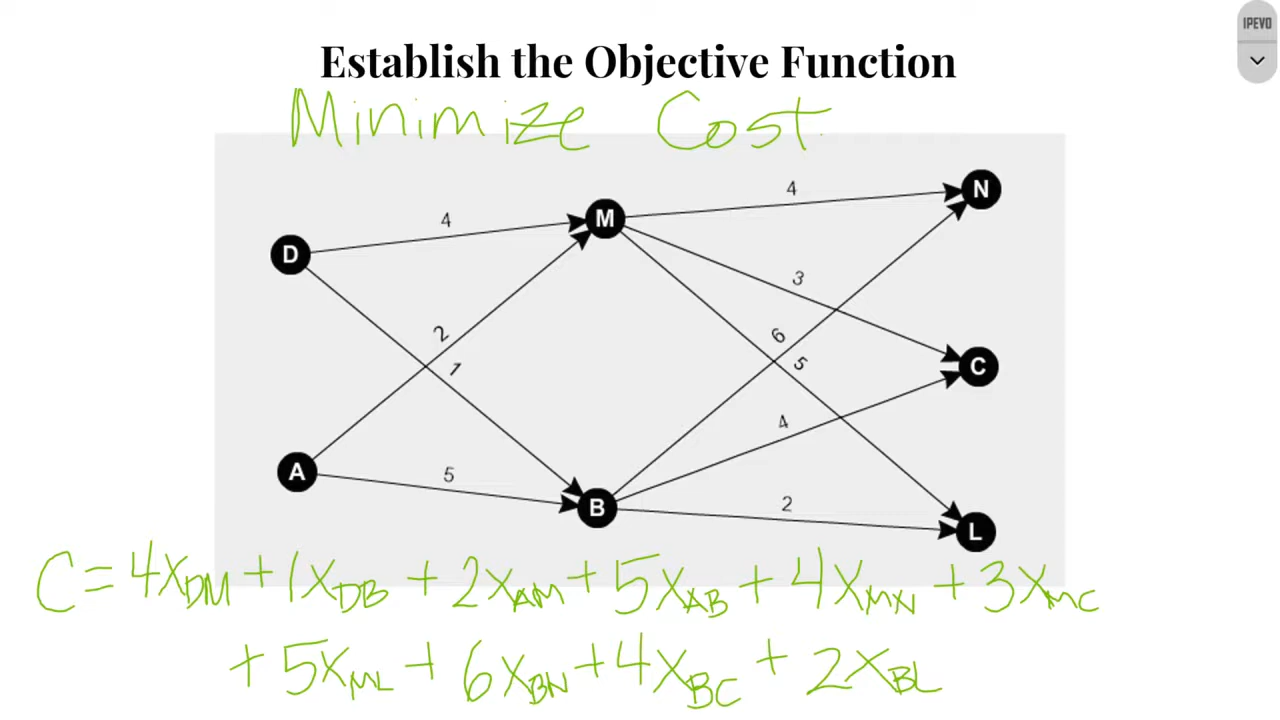 IPEVO
Establish the Objective Function
Minimize Cost
4
N
4
M
D
3
2
6
1
5
C
4
A
5
B
2
L
C = 4x_DM + 1x_DB + 2x_AM + 5x_AB + 4x_MN + 3x_MC
+ 5x_ML + 6x_BN + 4x_BC + 2x_BL